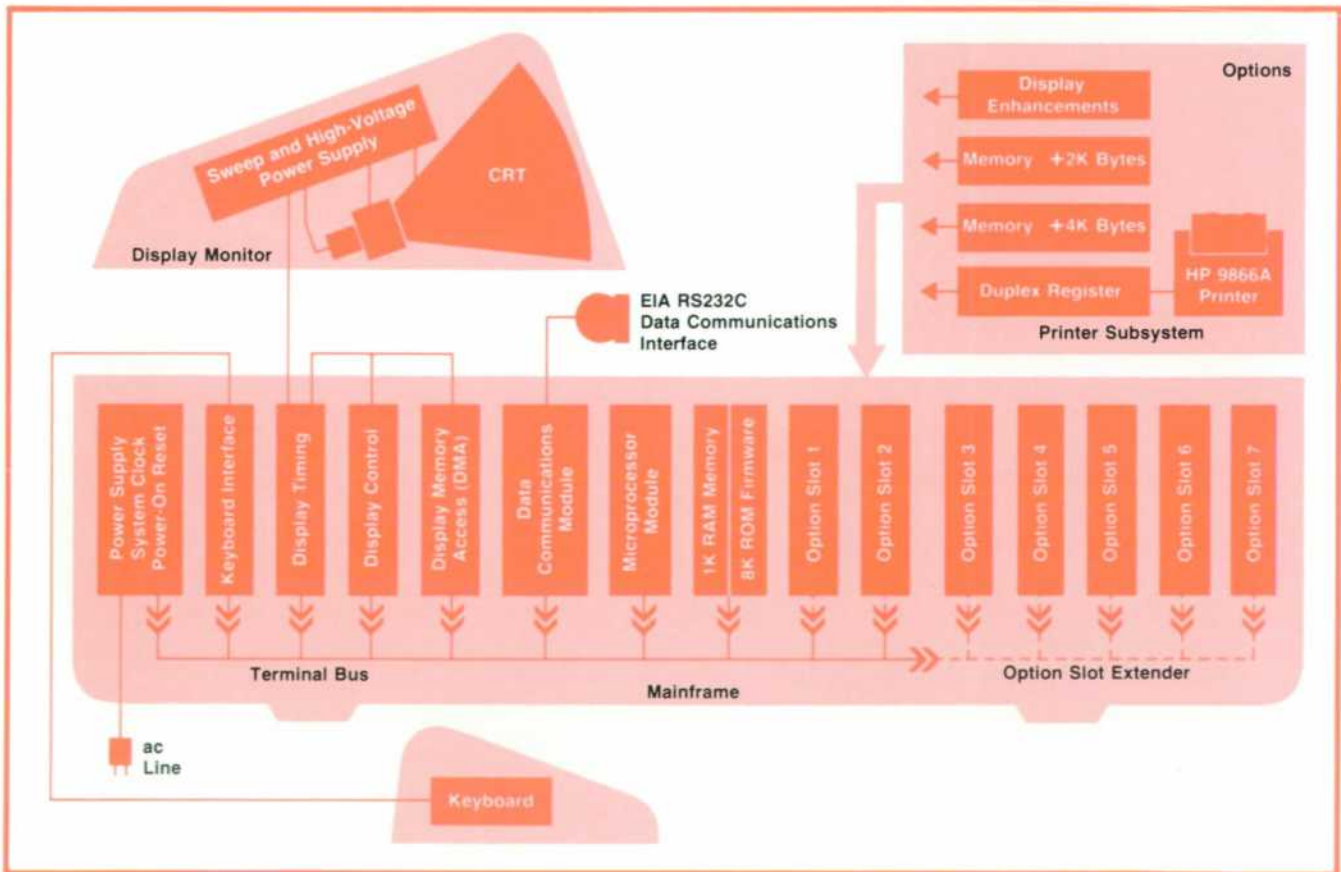 Sweep and High-Voltage
Power Supply
CRT
Display Monitor
Options
Display
Enhancements
Memory +2K Bytes
Memory +4K Bytes
Duplex Register
HP 9866A
Printer
Printer Subsystem
EIA RS232C
Data Communications
Interface
Power Supply
System Clock
Power-On Reset
Keyboard Interface
Display Timing
Display Control
Display Memory
Access (DMA)
Data
Communications
Module
Microprocessor
Module
1K RAM Memory
8K ROM Firmware
Option Slot 1
Option Slot 2
Option Slot 3
Option Slot 4
Option Slot 5
Option Slot 6
Option Slot 7
Terminal Bus
Mainframe
Option Slot Extender
ac
Line
Keyboard